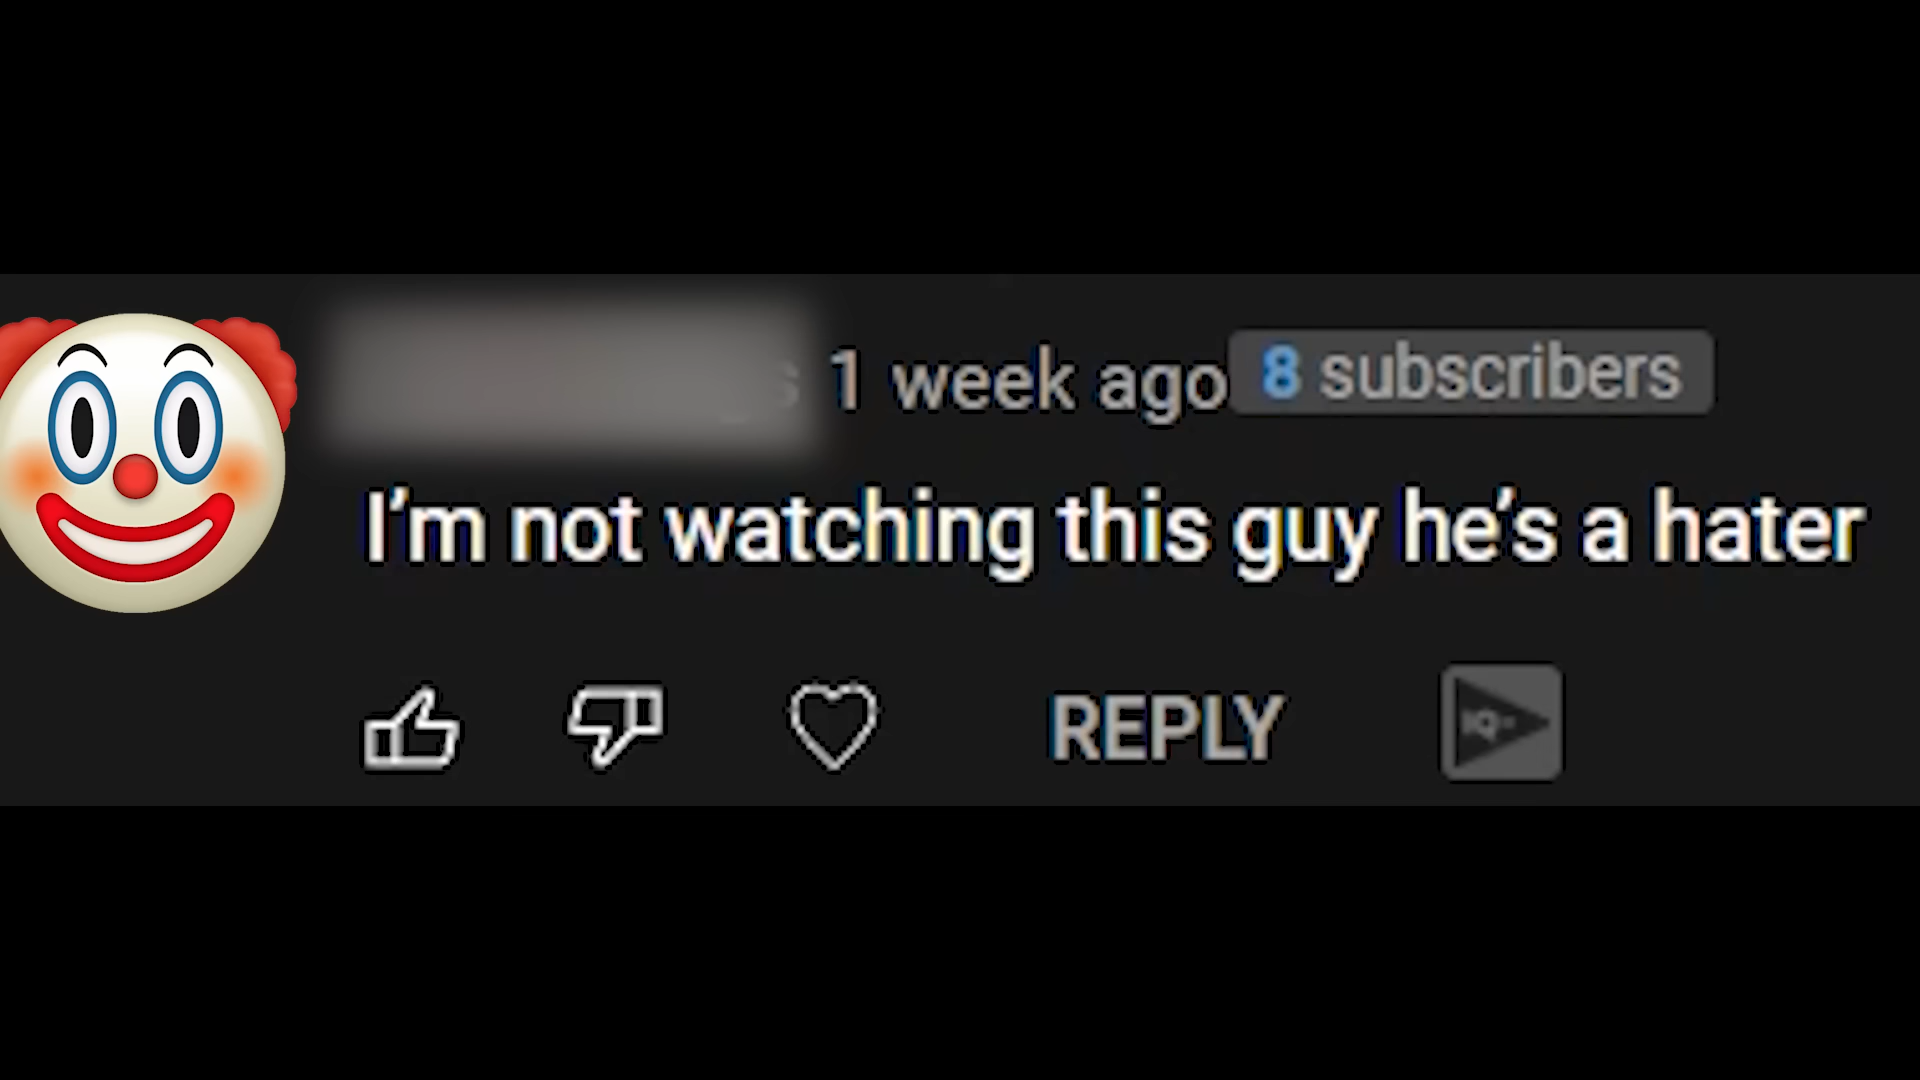 1 week ago 8 subscribers
I'm not watching this guy he's a hater
REPLY